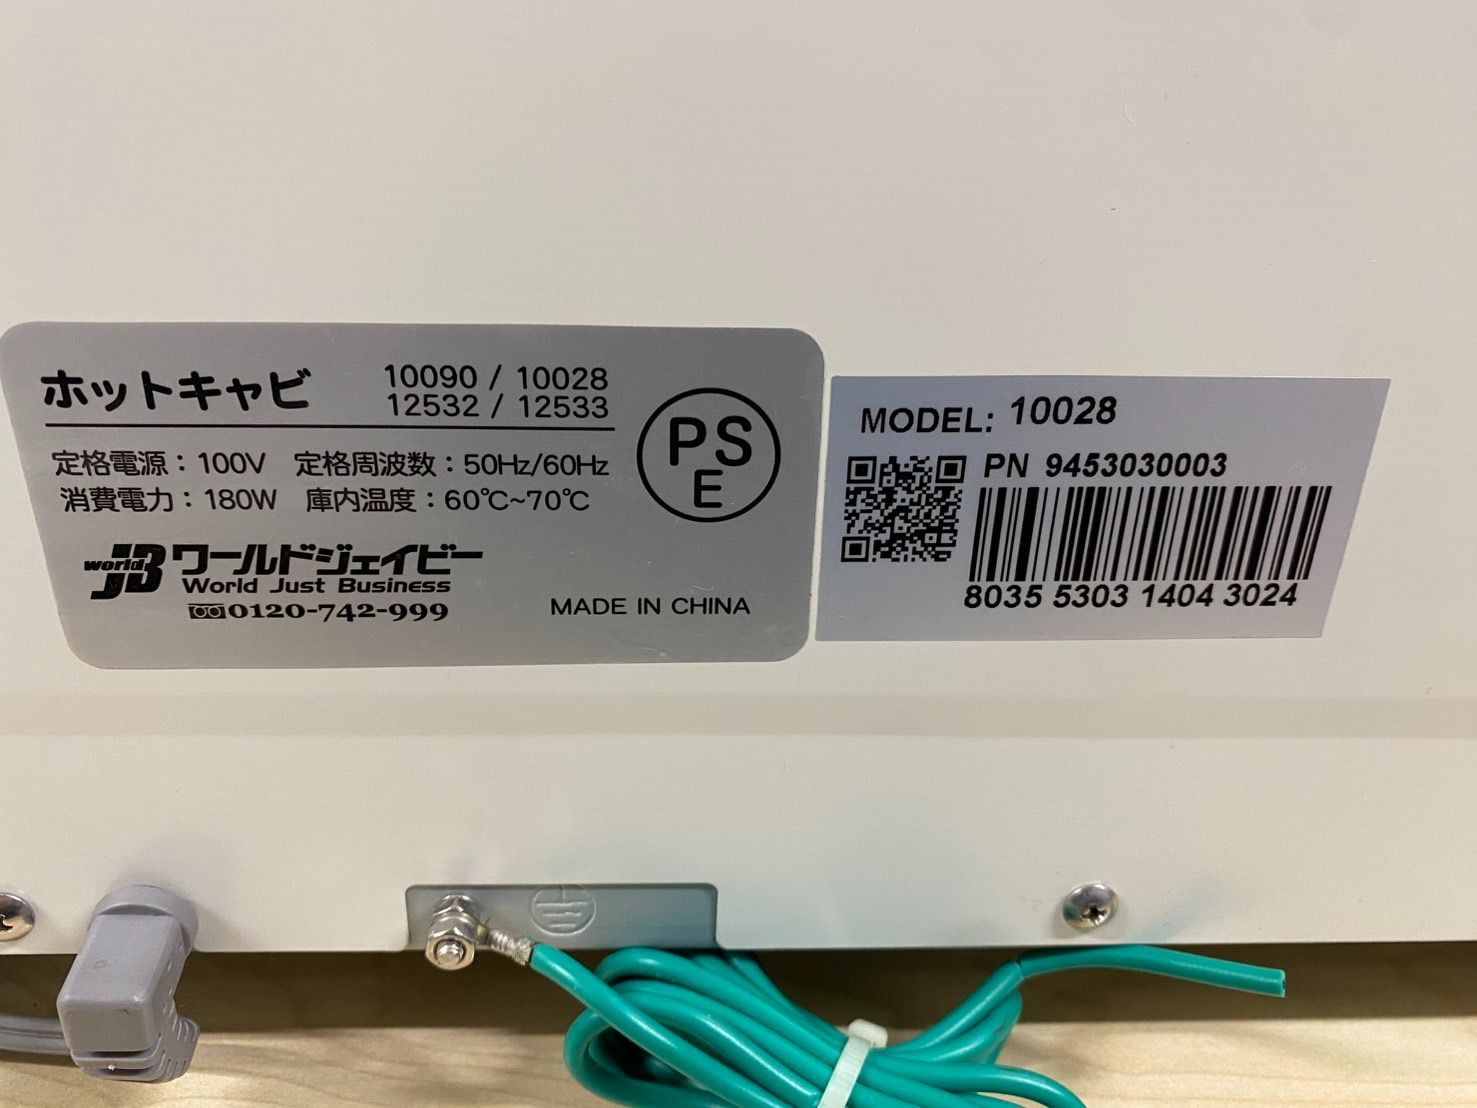 ホットキャビ 10090 / 10028
12532 / 12533
定格電源：100V 定格周波数：50Hz/60Hz
消費電力：180W 庫内温度：60℃~70℃
PS
E
world JB ワールドジェイビー
World Just Business
0120-742-999
MADE IN CHINA
MODEL: 10028
PN 9453030003
8035 5303 1404 3024